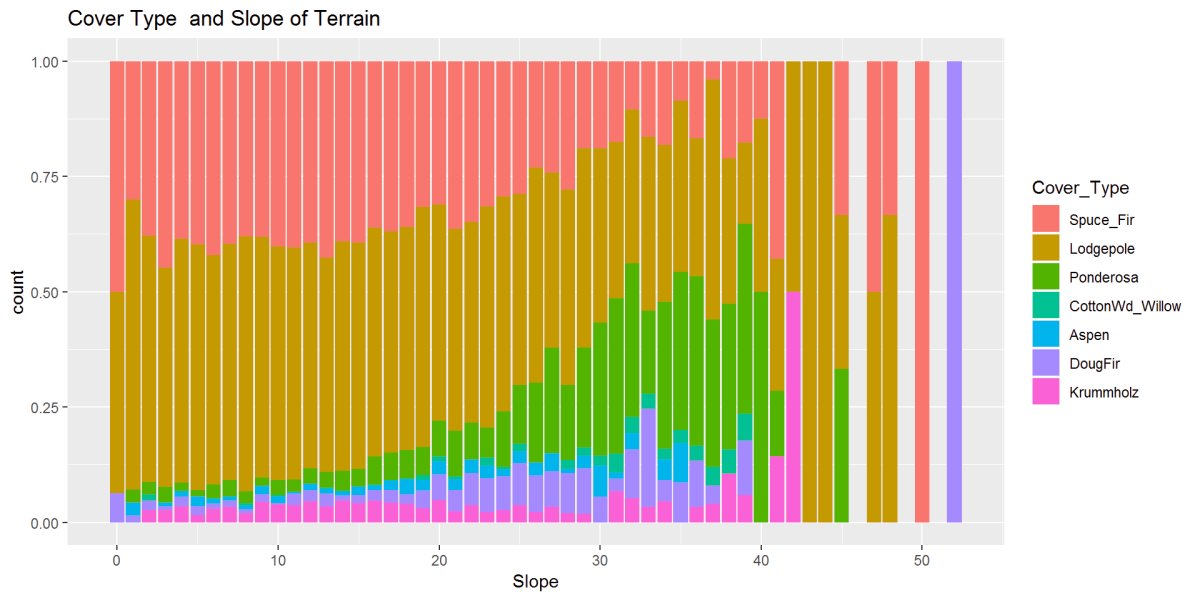 Cover Type  and Slope of Terrain
count
1.00
0.75
0.50
0.25
0.00
0
10
20
30
40
50
Slope
Cover_Type
Spuce_Fir
Lodgepole
Ponderosa
CottonWd_Willow
Aspen
DougFir
Krummholz